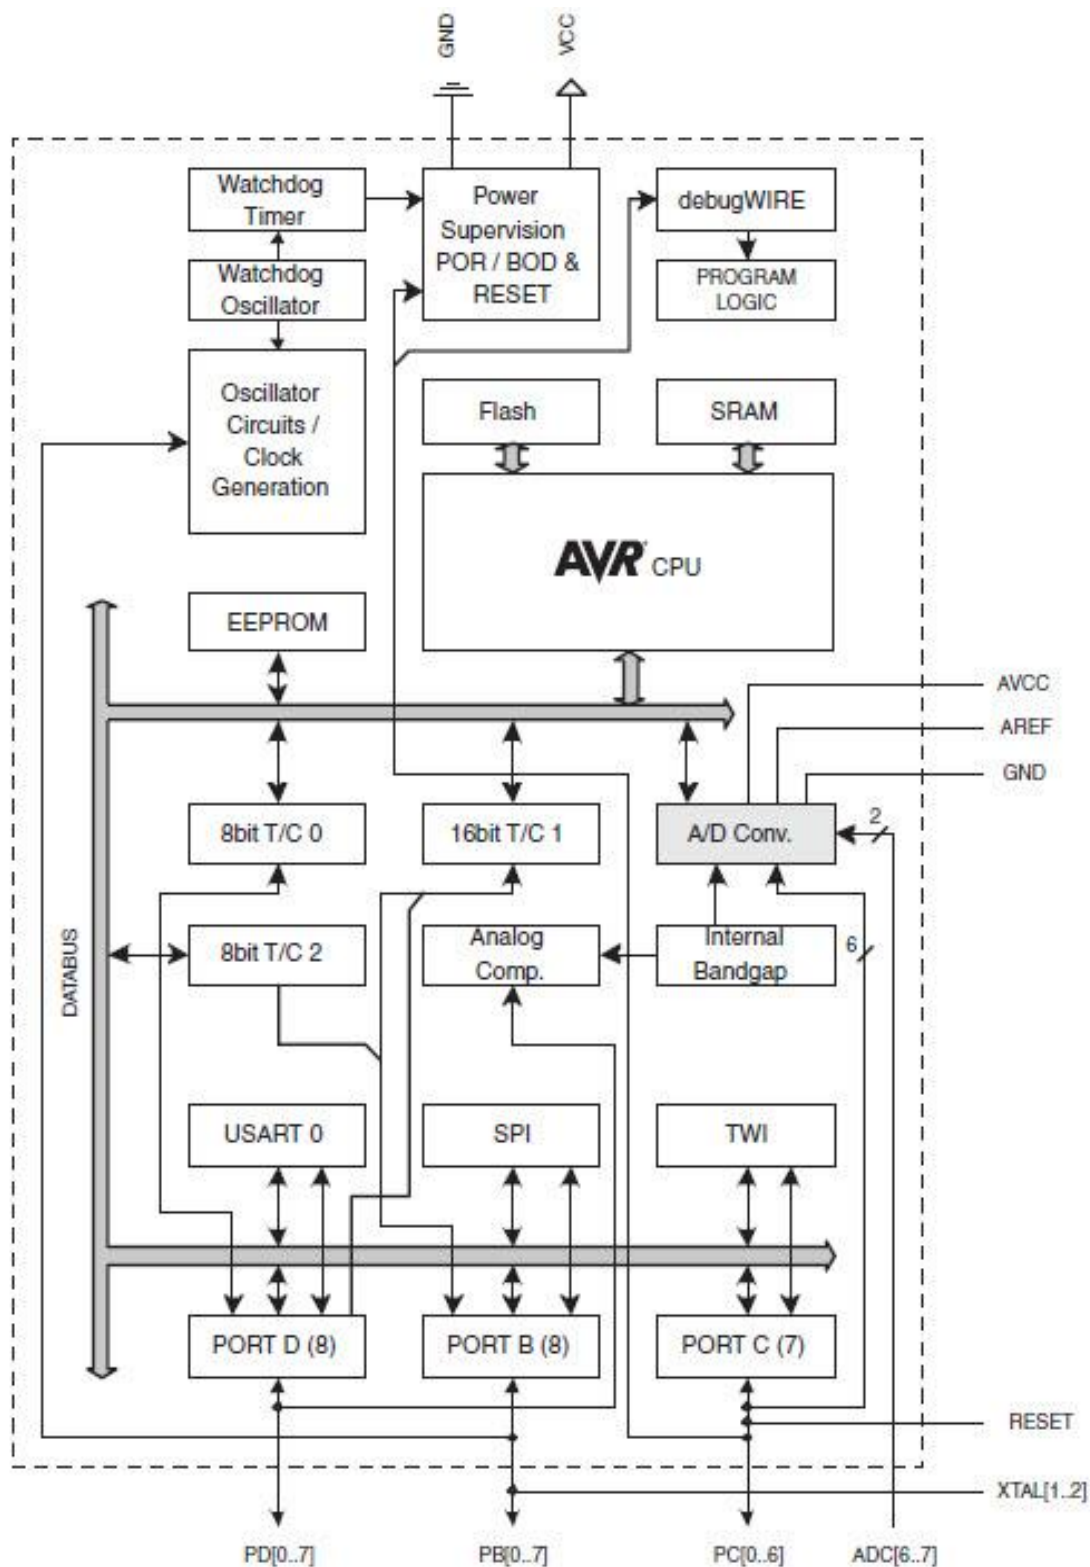 GND
VCC
Watchdog
Timer
Power
Supervision
POR / BOD &
RESET
debugWIRE
Watchdog
Oscillator
PROGRAM
LOGIC
Oscillator
Circuits /
Clock
Generation
Flash
SRAM
AVR CPU
EEPROM
AVCC
AREF
GND
8bit T/C 0
16bit T/C 1
A/D Conv.
2
DATABUS
8bit T/C 2
Analog
Comp.
Internal
Bandgap
6
USART 0
SPI
TWI
PORT D (8)
PORT B (8)
PORT C (7)
RESET
XTAL[1..2]
PD[0..7]
PB[0..7]
PC[0..6]
ADC[6..7]